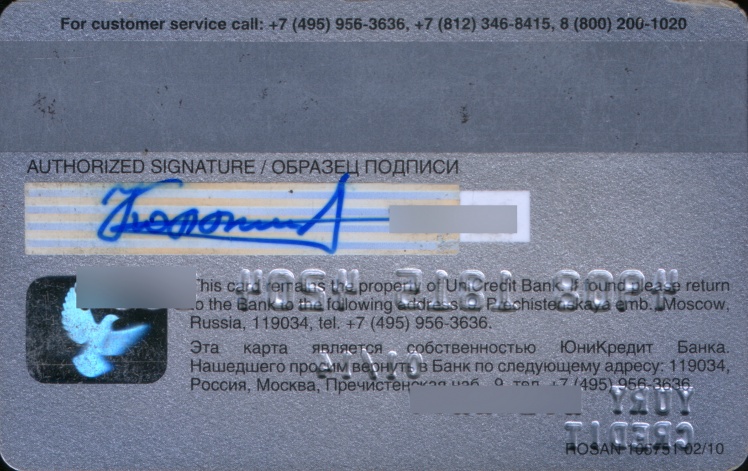 For customer service call: +7 (495) 956-3636, +7 (812) 346-8415, 8 (800) 200-1020
AUTHORIZED SIGNATURE / ОБРАЗЕЦ ПОДПИСИ
This card remains the property of UniCredit Bank. If found please return
to the Bank to the following address Prechistenskaya emb., Moscow,
Russia, 119034, tel. +7 (495) 956-3636.
Эта карта является собственностью ЮниКредит Банка.
Нашедшего просим вернуть в Банк по следующему адресу: 119034,
Россия, Москва, Пречистенская наб., 9, тел. +7 (495) 956-3636.
YURY
CREDIT
ROSAN 02/10